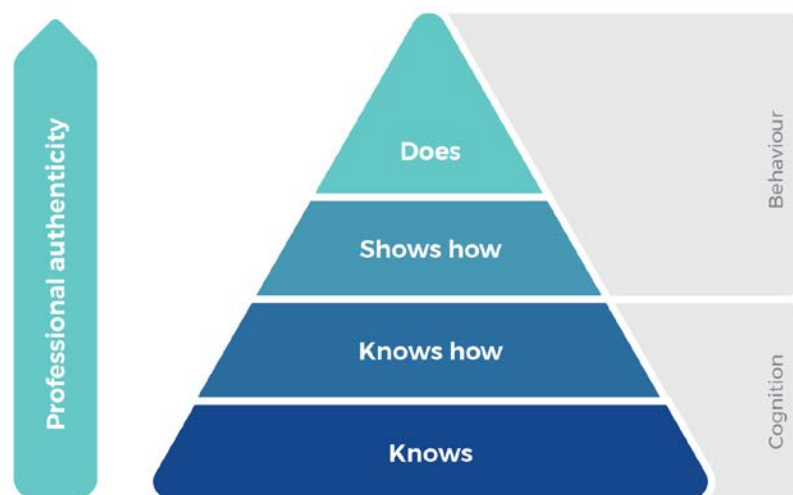 Professional authenticity
Does
Shows how
Knows how
Knows
Behaviour
Cognition